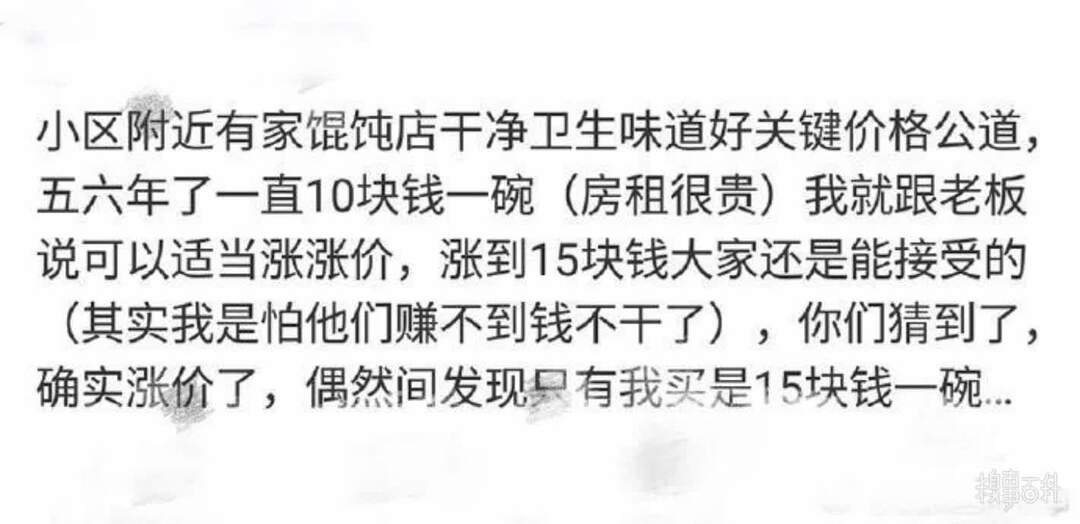 小区附近有家馄饨店干净卫生味道好关键价格公道，
五六年了一直10块钱一碗（房租很贵）我就跟老板
说可以适当涨涨价，涨到15块钱大家还是能接受的
（其实我是怕他们赚不到钱不干了），你们猜到了，
确实涨价了，偶然间发现只有我买是15块钱一碗...
糗事百科